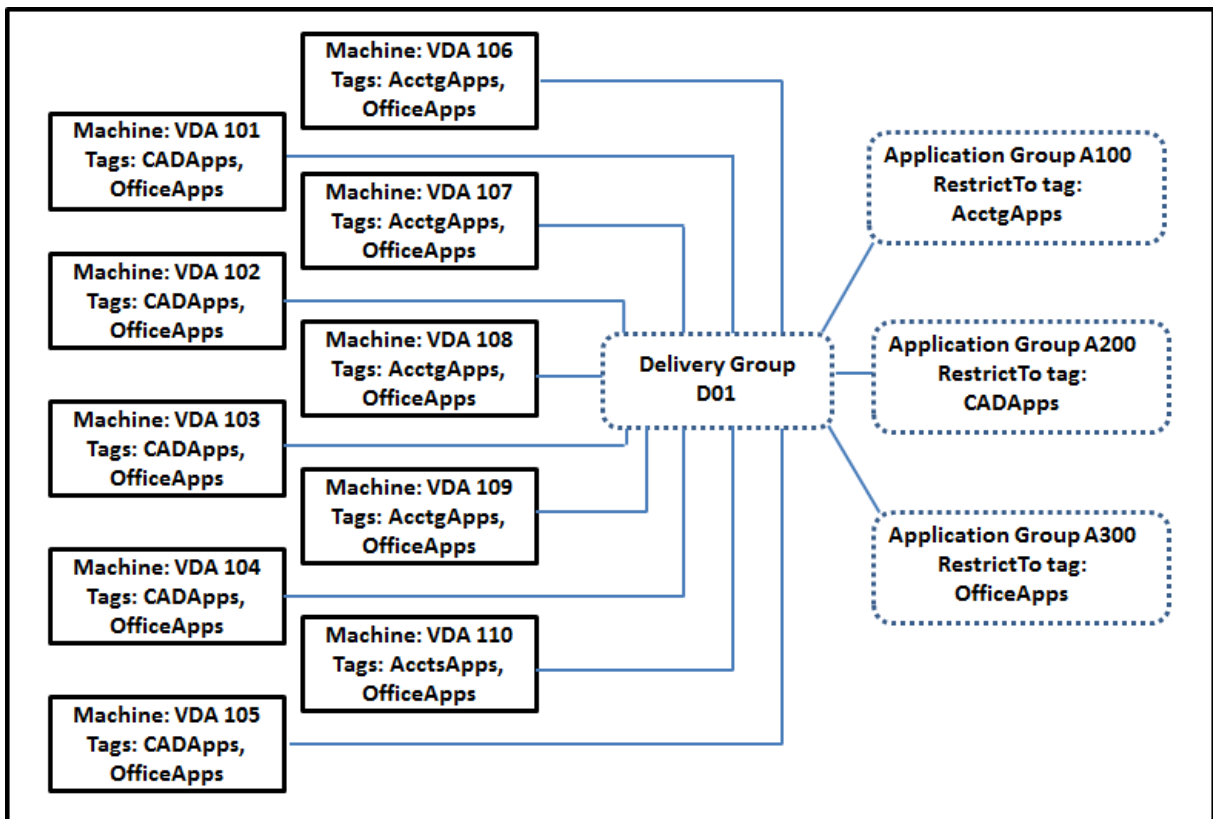 Machine: VDA 106
Tags: AcctgApps,
OfficeApps
Machine: VDA 101
Tags: CADApps,
OfficeApps
Machine: VDA 107
Tags: AcctgApps,
OfficeApps
Machine: VDA 102
Tags: CADApps,
OfficeApps
Machine: VDA 108
Tags: AcctgApps,
OfficeApps
Machine: VDA 103
Tags: CADApps,
OfficeApps
Machine: VDA 109
Tags: AcctgApps,
OfficeApps
Machine: VDA 104
Tags: CADApps,
OfficeApps
Machine: VDA 110
Tags: AcctsApps,
OfficeApps
Machine: VDA 105
Tags: CADApps,
OfficeApps
Delivery Group
D01
Application Group A100
RestrictTo tag:
AcctgApps
Application Group A200
RestrictTo tag:
CADApps
Application Group A300
RestrictTo tag:
OfficeApps